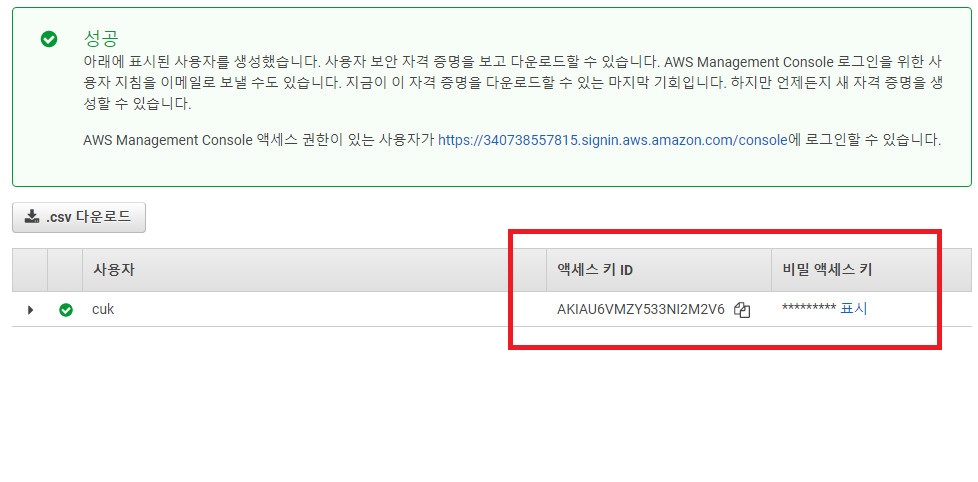 성공
아래에 표시된 사용자를 생성했습니다. 사용자 보안 자격 증명을 보고 다운로드할 수 있습니다. AWS Management Console 로그인을 위한 사
용자 지침을 이메일로 보낼 수도 있습니다. 지금이 이 자격 증명을 다운로드할 수 있는 마지막 기회입니다. 하지만 언제든지 새 자격 증명을 생
성할 수 있습니다.
AWS Management Console 액세스 권한이 있는 사용자가 https://340738557815.signin.aws.amazon.com/console에 로그인할 수 있습니다.
.csv 다운로드
사용자 액세스 키 ID 비밀 액세스 키
cuk AKIAU6VMZY533NI2M2V6 ********* 표시